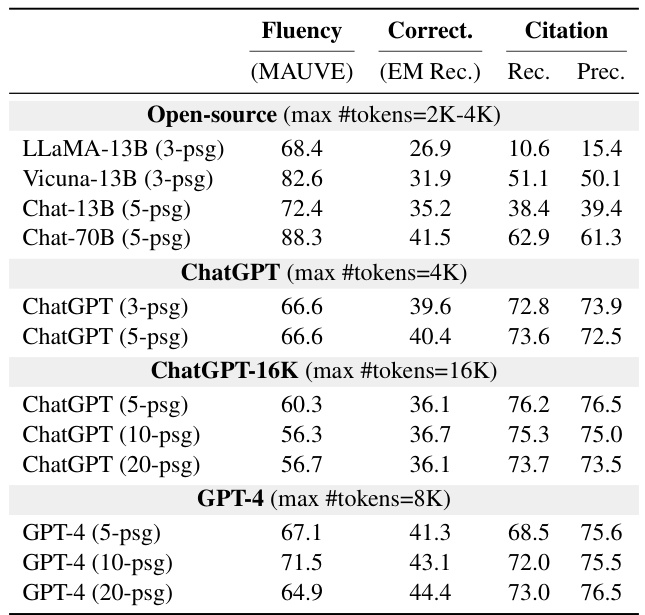 Fluency Correct. Citation
(MAUVE) (EM Rec.) Rec. Prec.
Open-source (max #tokens=2K-4K)
LLaMA-13B (3-psg) 68.4 26.9 10.6 15.4
Vicuna-13B (3-psg) 82.6 31.9 51.1 50.1
Chat-13B (5-psg) 72.4 35.2 38.4 39.4
Chat-70B (5-psg) 88.3 41.5 62.9 61.3
ChatGPT (max #tokens=4K)
ChatGPT (3-psg) 66.6 39.6 72.8 73.9
ChatGPT (5-psg) 66.6 40.4 73.6 72.5
ChatGPT-16K (max #tokens=16K)
ChatGPT (5-psg) 60.3 36.1 76.2 76.5
ChatGPT (10-psg) 56.3 36.7 75.3 75.0
ChatGPT (20-psg) 56.7 36.1 73.7 73.5
GPT-4 (max #tokens=8K)
GPT-4 (5-psg) 67.1 41.3 68.5 75.6
GPT-4 (10-psg) 71.5 43.1 72.0 75.5
GPT-4 (20-psg) 64.9 44.4 73.0 76.5